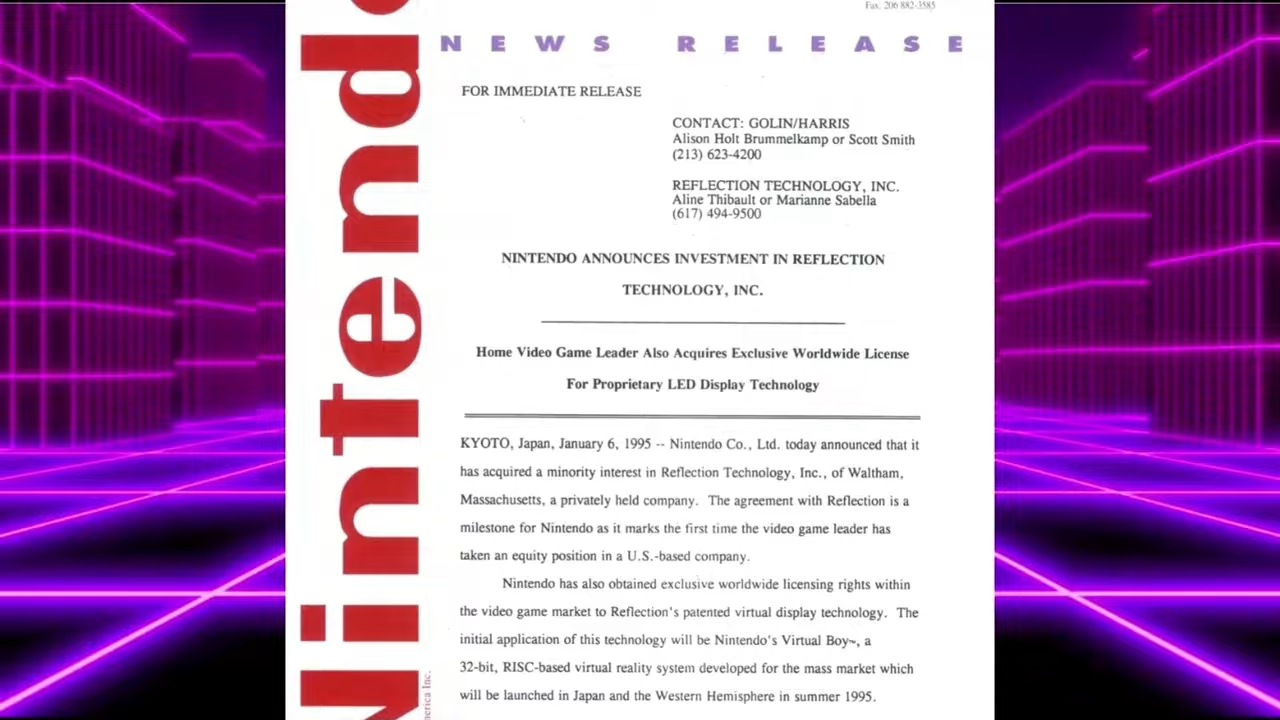 Fax. 206 882-3585
NEWS RELEASE
FOR IMMEDIATE RELEASE
CONTACT: GOLIN/HARRIS
Alison Holt Brummelkamp or Scott Smith
(213) 623-4200
REFLECTION TECHNOLOGY, INC.
Aline Thibault or Marianne Sabella
(617) 494-9500
NINTENDO ANNOUNCES INVESTMENT IN REFLECTION
TECHNOLOGY, INC.
Home Video Game Leader Also Acquires Exclusive Worldwide License
For Proprietary LED Display Technology
KYOTO, Japan, January 6, 1995 -- Nintendo Co., Ltd. today announced that it
has acquired a minority interest in Reflection Technology, Inc., of Waltham,
Massachusetts, a privately held company. The agreement with Reflection is a
milestone for Nintendo as it marks the first time the video game leader has
taken an equity position in a U.S.-based company.
Nintendo has also obtained exclusive worldwide licensing rights within
the video game market to Reflection's patented virtual display technology. The
initial application of this technology will be Nintendo's Virtual Boy™, a
32-bit, RISC-based virtual reality system developed for the mass market which
will be launched in Japan and the Western Hemisphere in summer 1995.
Nintendo
Inc.